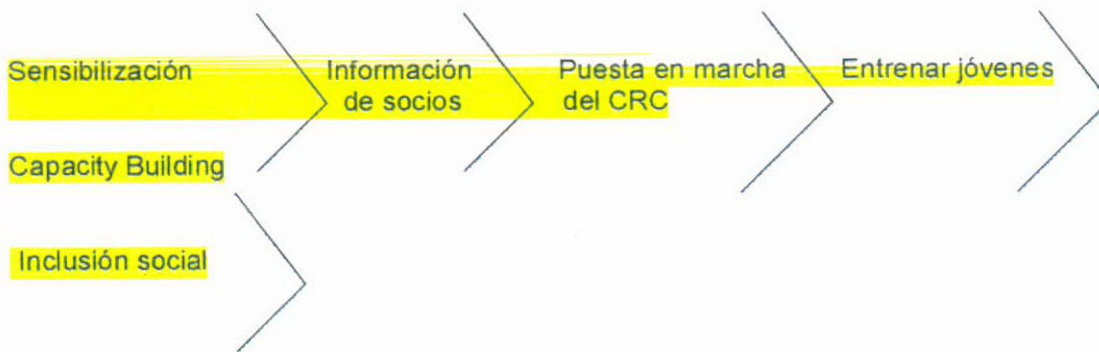 Sensibilización Información Puesta en marcha Entrenar jóvenes
de socios del CRC
Capacity Building
Inclusión social